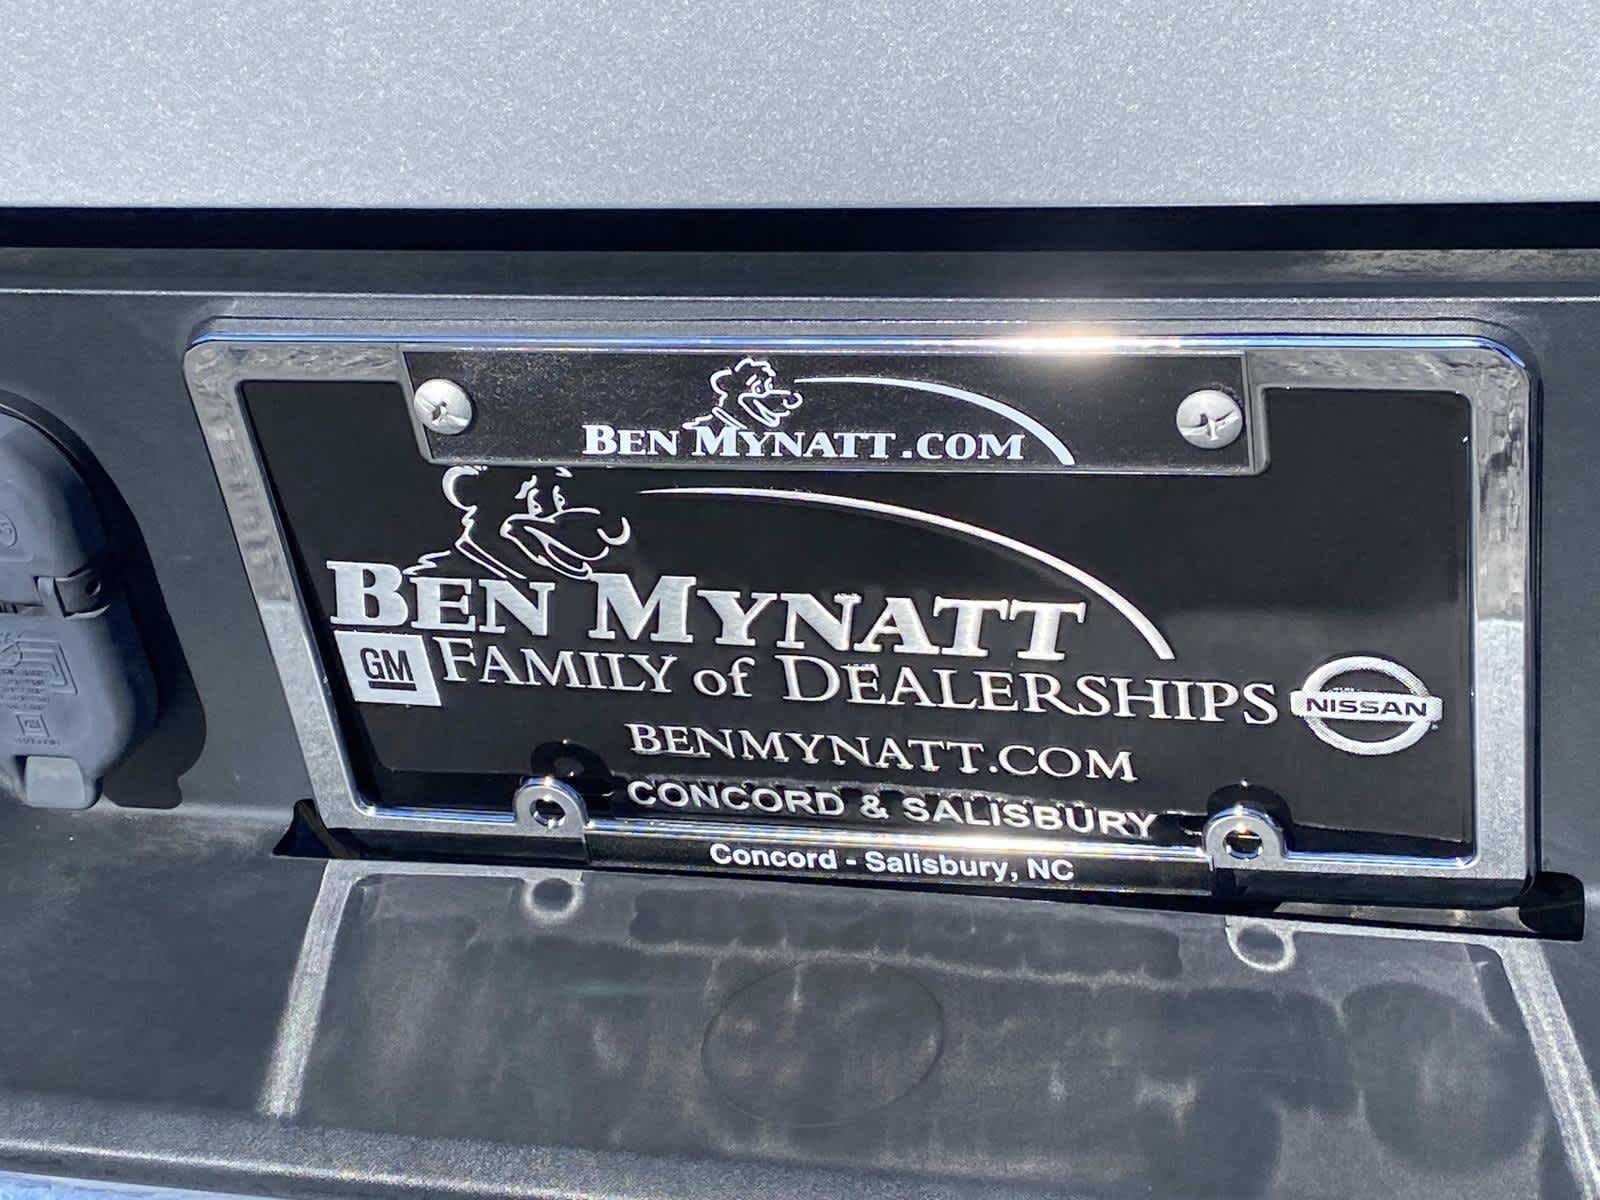 BEN MYNATT.COM
BEN MYNATT
GM FAMILY of DEALERSHIPS NISSAN
BENMYNATT.COM
CONCORD & SALISBURY
Concord - Salisbury, NC